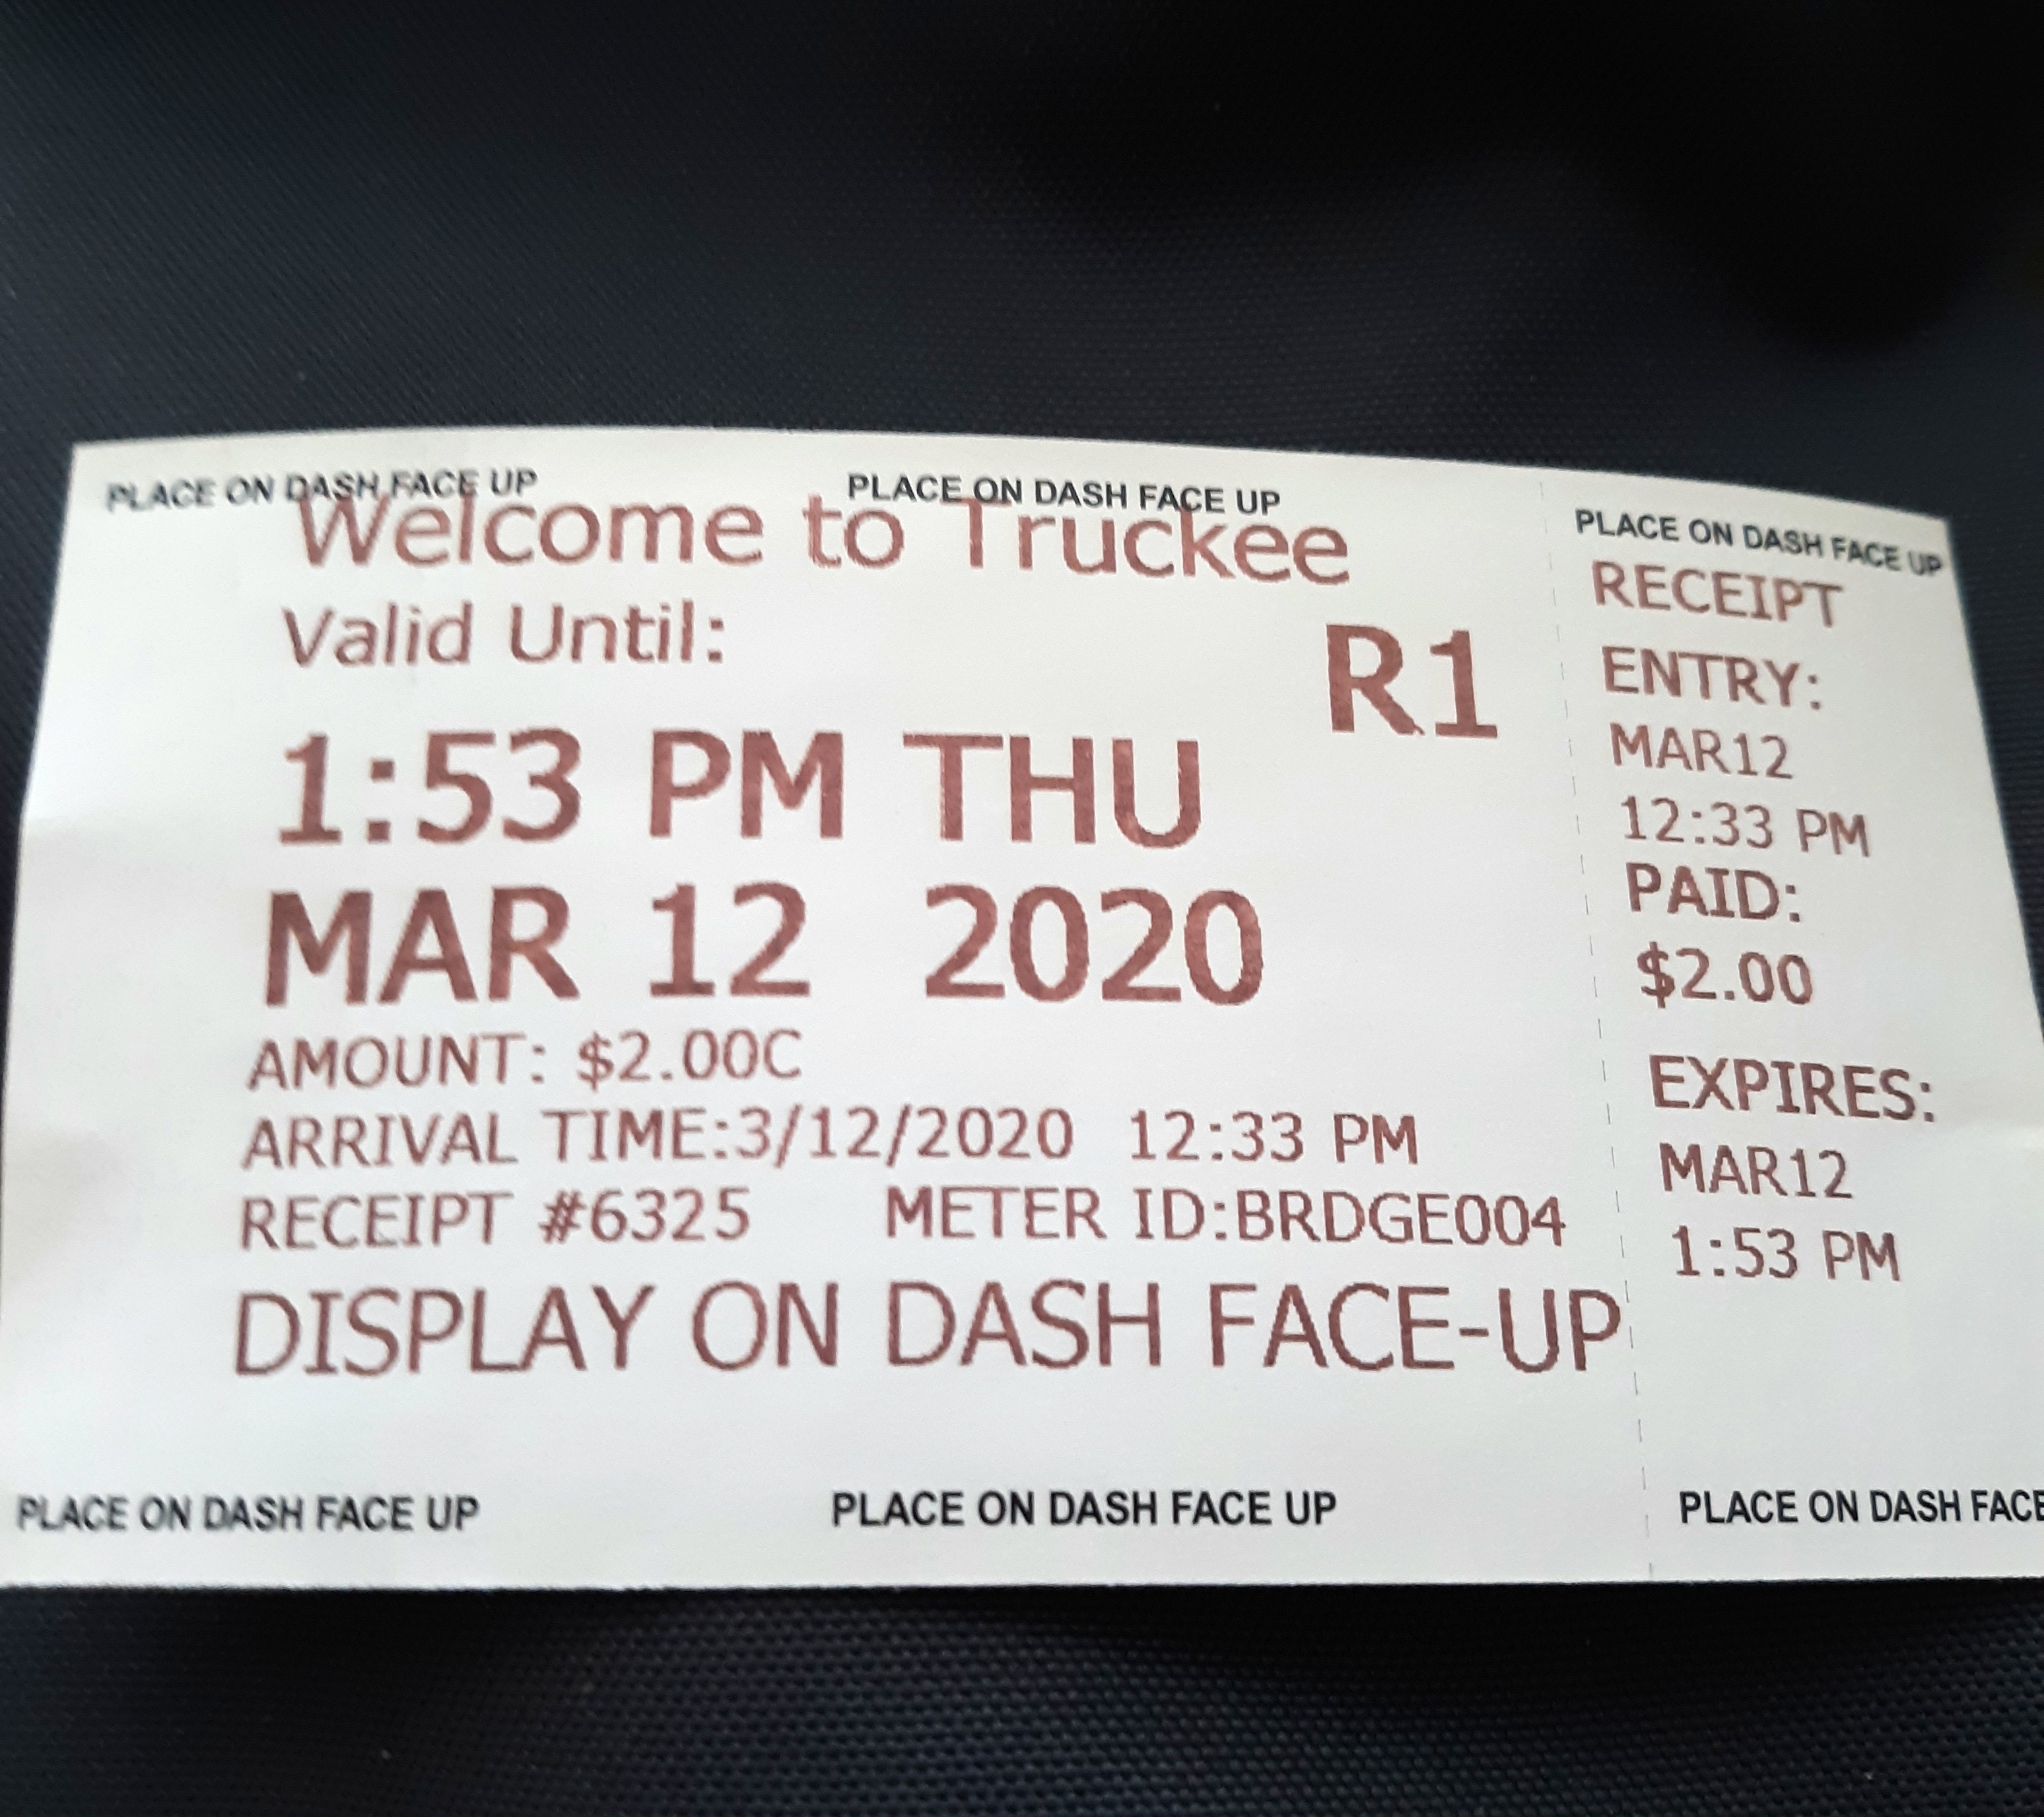 PLACE ON DASH FACE UP PLACE ON DASH FACE UP
Welcome to Truckee
Valid Until:
R1
1:53 PM THU
MAR 12 2020
AMOUNT: $2.00C
ARRIVAL TIME:3/12/2020 12:33 PM
RECEIPT #6325 METER ID:BRDGE004
DISPLAY ON DASH FACE-UP
PLACE ON DASH FACE UP PLACE ON DASH FACE UP
PLACE ON DASH FACE UP
RECEIPT
ENTRY:
MAR12
12:33 PM
PAID:
$2.00
EXPIRES:
MAR12
1:53 PM
PLACE ON DASH FACE